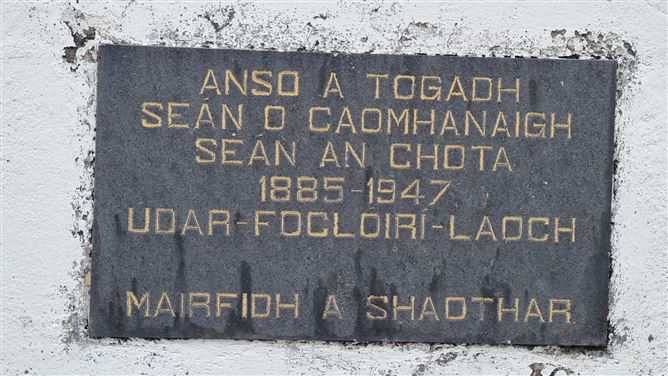 ANSO A TOGADH
SEÁN Ó CAOMHANAIGH
SEÁN AN CHÓTA
1885-1947
ÚDAR-FOCLÓIRÍ-LAOCH
MAIRFIDH A SHAOTHAR